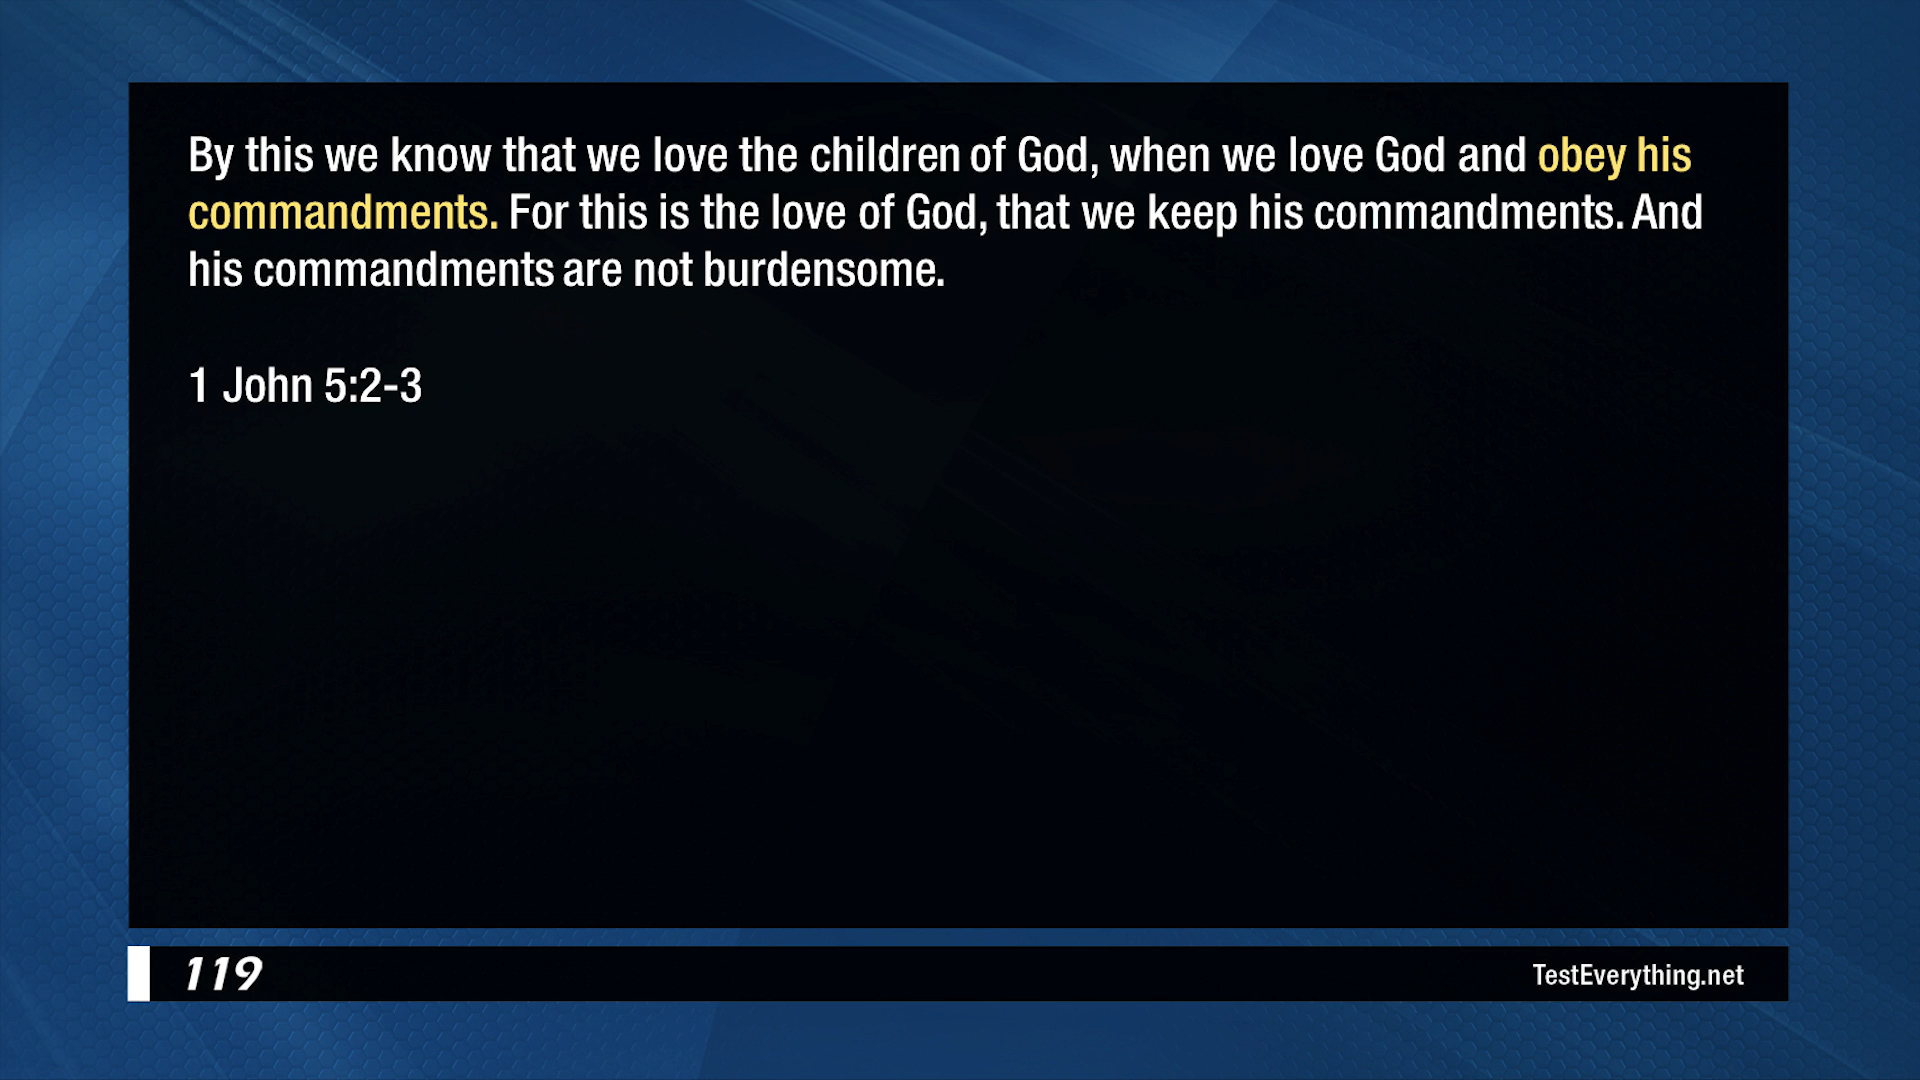 By this we know that we love the children of God, when we love God and obey his
commandments. For this is the love of God, that we keep his commandments. And
his commandments are not burdensome.
1 John 5:2-3
119
TestEverything.net